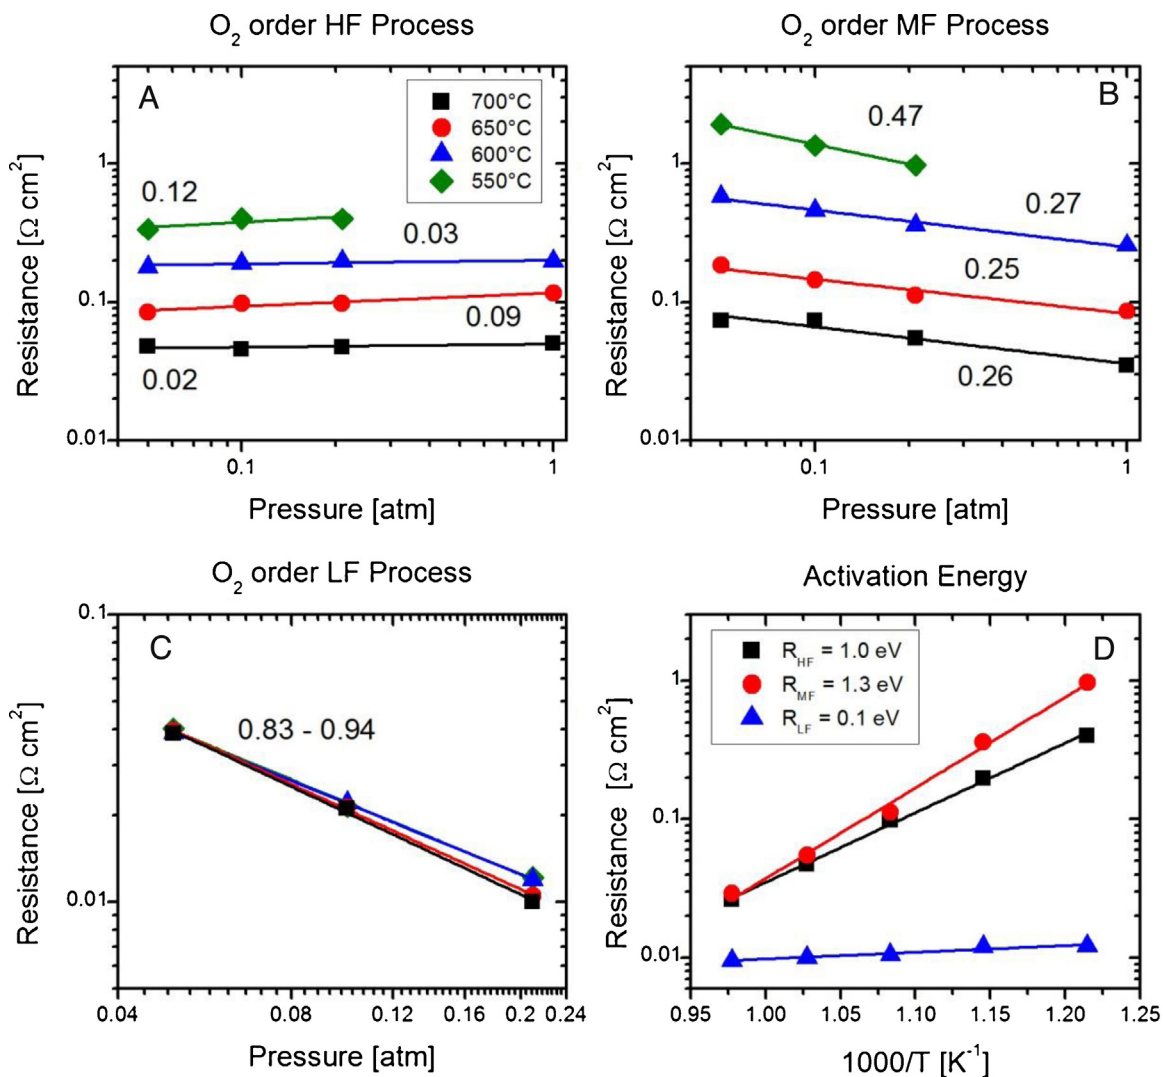 O₂ order HF Process
A
700°C
650°C
600°C
550°C
0.12
0.03
0.09
0.02
1
0.1
0.01
Resistance [Ω cm²]
0.1 1
Pressure [atm]
O₂ order MF Process
B
0.47
0.27
0.25
0.26
1
0.1
0.01
Resistance [Ω cm²]
0.1 1
Pressure [atm]
O₂ order LF Process
C
0.83 - 0.94
0.1
0.01
Resistance [Ω cm²]
0.04 0.08 0.12 0.16 0.2 0.24
Pressure [atm]
Activation Energy
D
R_HF = 1.0 eV
R_MF = 1.3 eV
R_LF = 0.1 eV
1
0.1
0.01
Resistance [Ω cm²]
0.95 1.00 1.05 1.10 1.15 1.20 1.25
1000/T [K⁻¹]